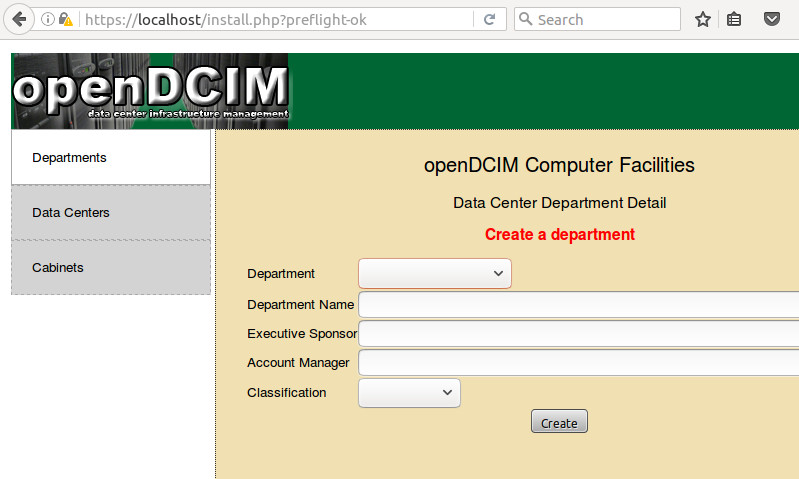 https://localhost/install.php?preflight-ok
Search
openDCIM
data center infrastructure management
Departments
Data Centers
Cabinets
openDCIM Computer Facilities
Data Center Department Detail
Create a department
Department
Department Name
Executive Sponsor
Account Manager
Classification
Create